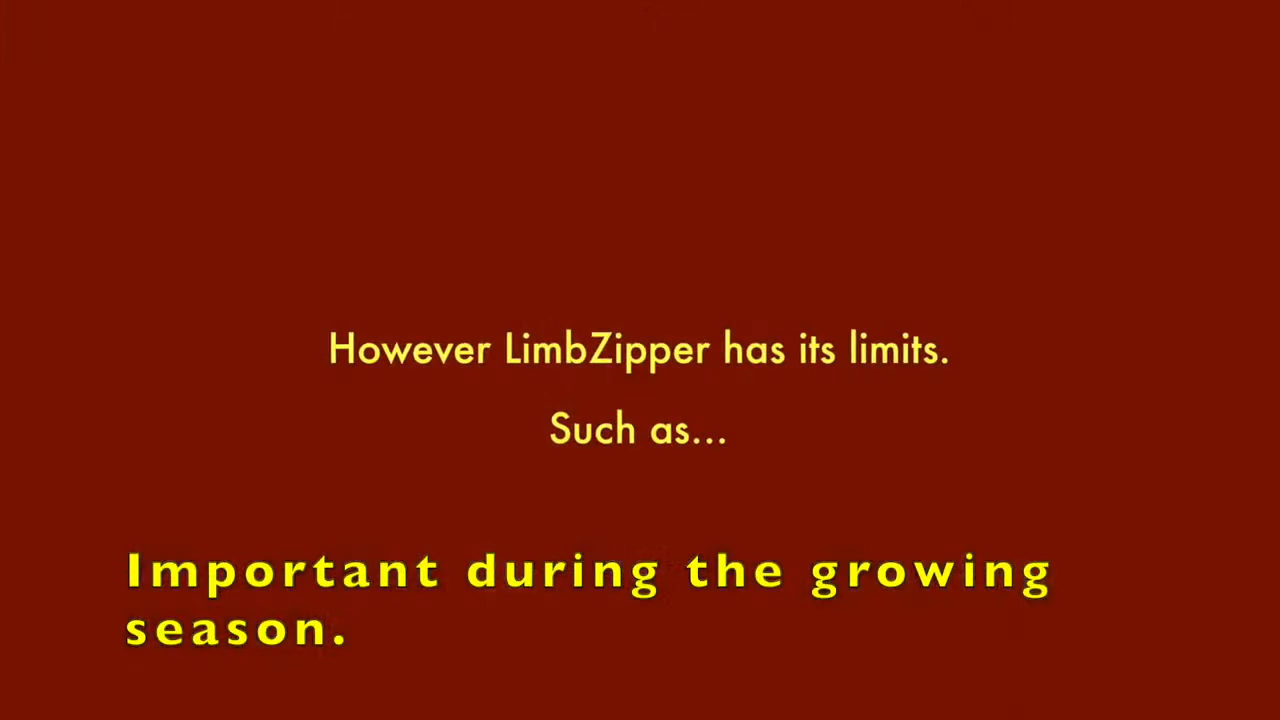 However LimbZipper has its limits.
Such as...
Important during the growing
season.